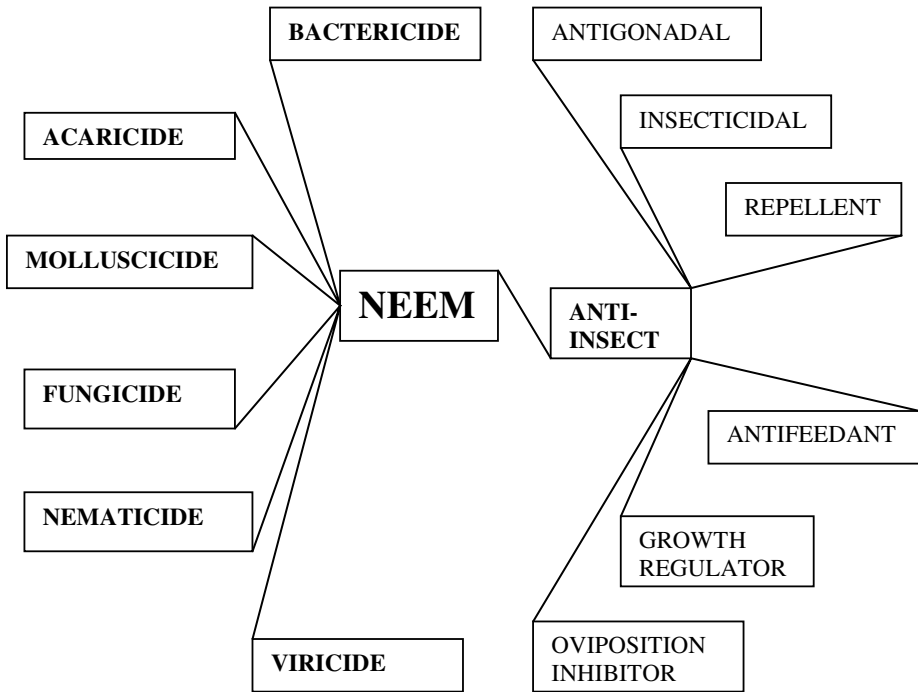 BACTERICIDE
ACARICIDE
MOLLUSCICIDE
FUNGICIDE
NEMATICIDE
VIRICIDE
NEEM
ANTI-
INSECT
ANTIGONADAL
INSECTICIDAL
REPELLENT
ANTIFEEDANT
GROWTH
REGULATOR
OVIPOSITION
INHIBITOR